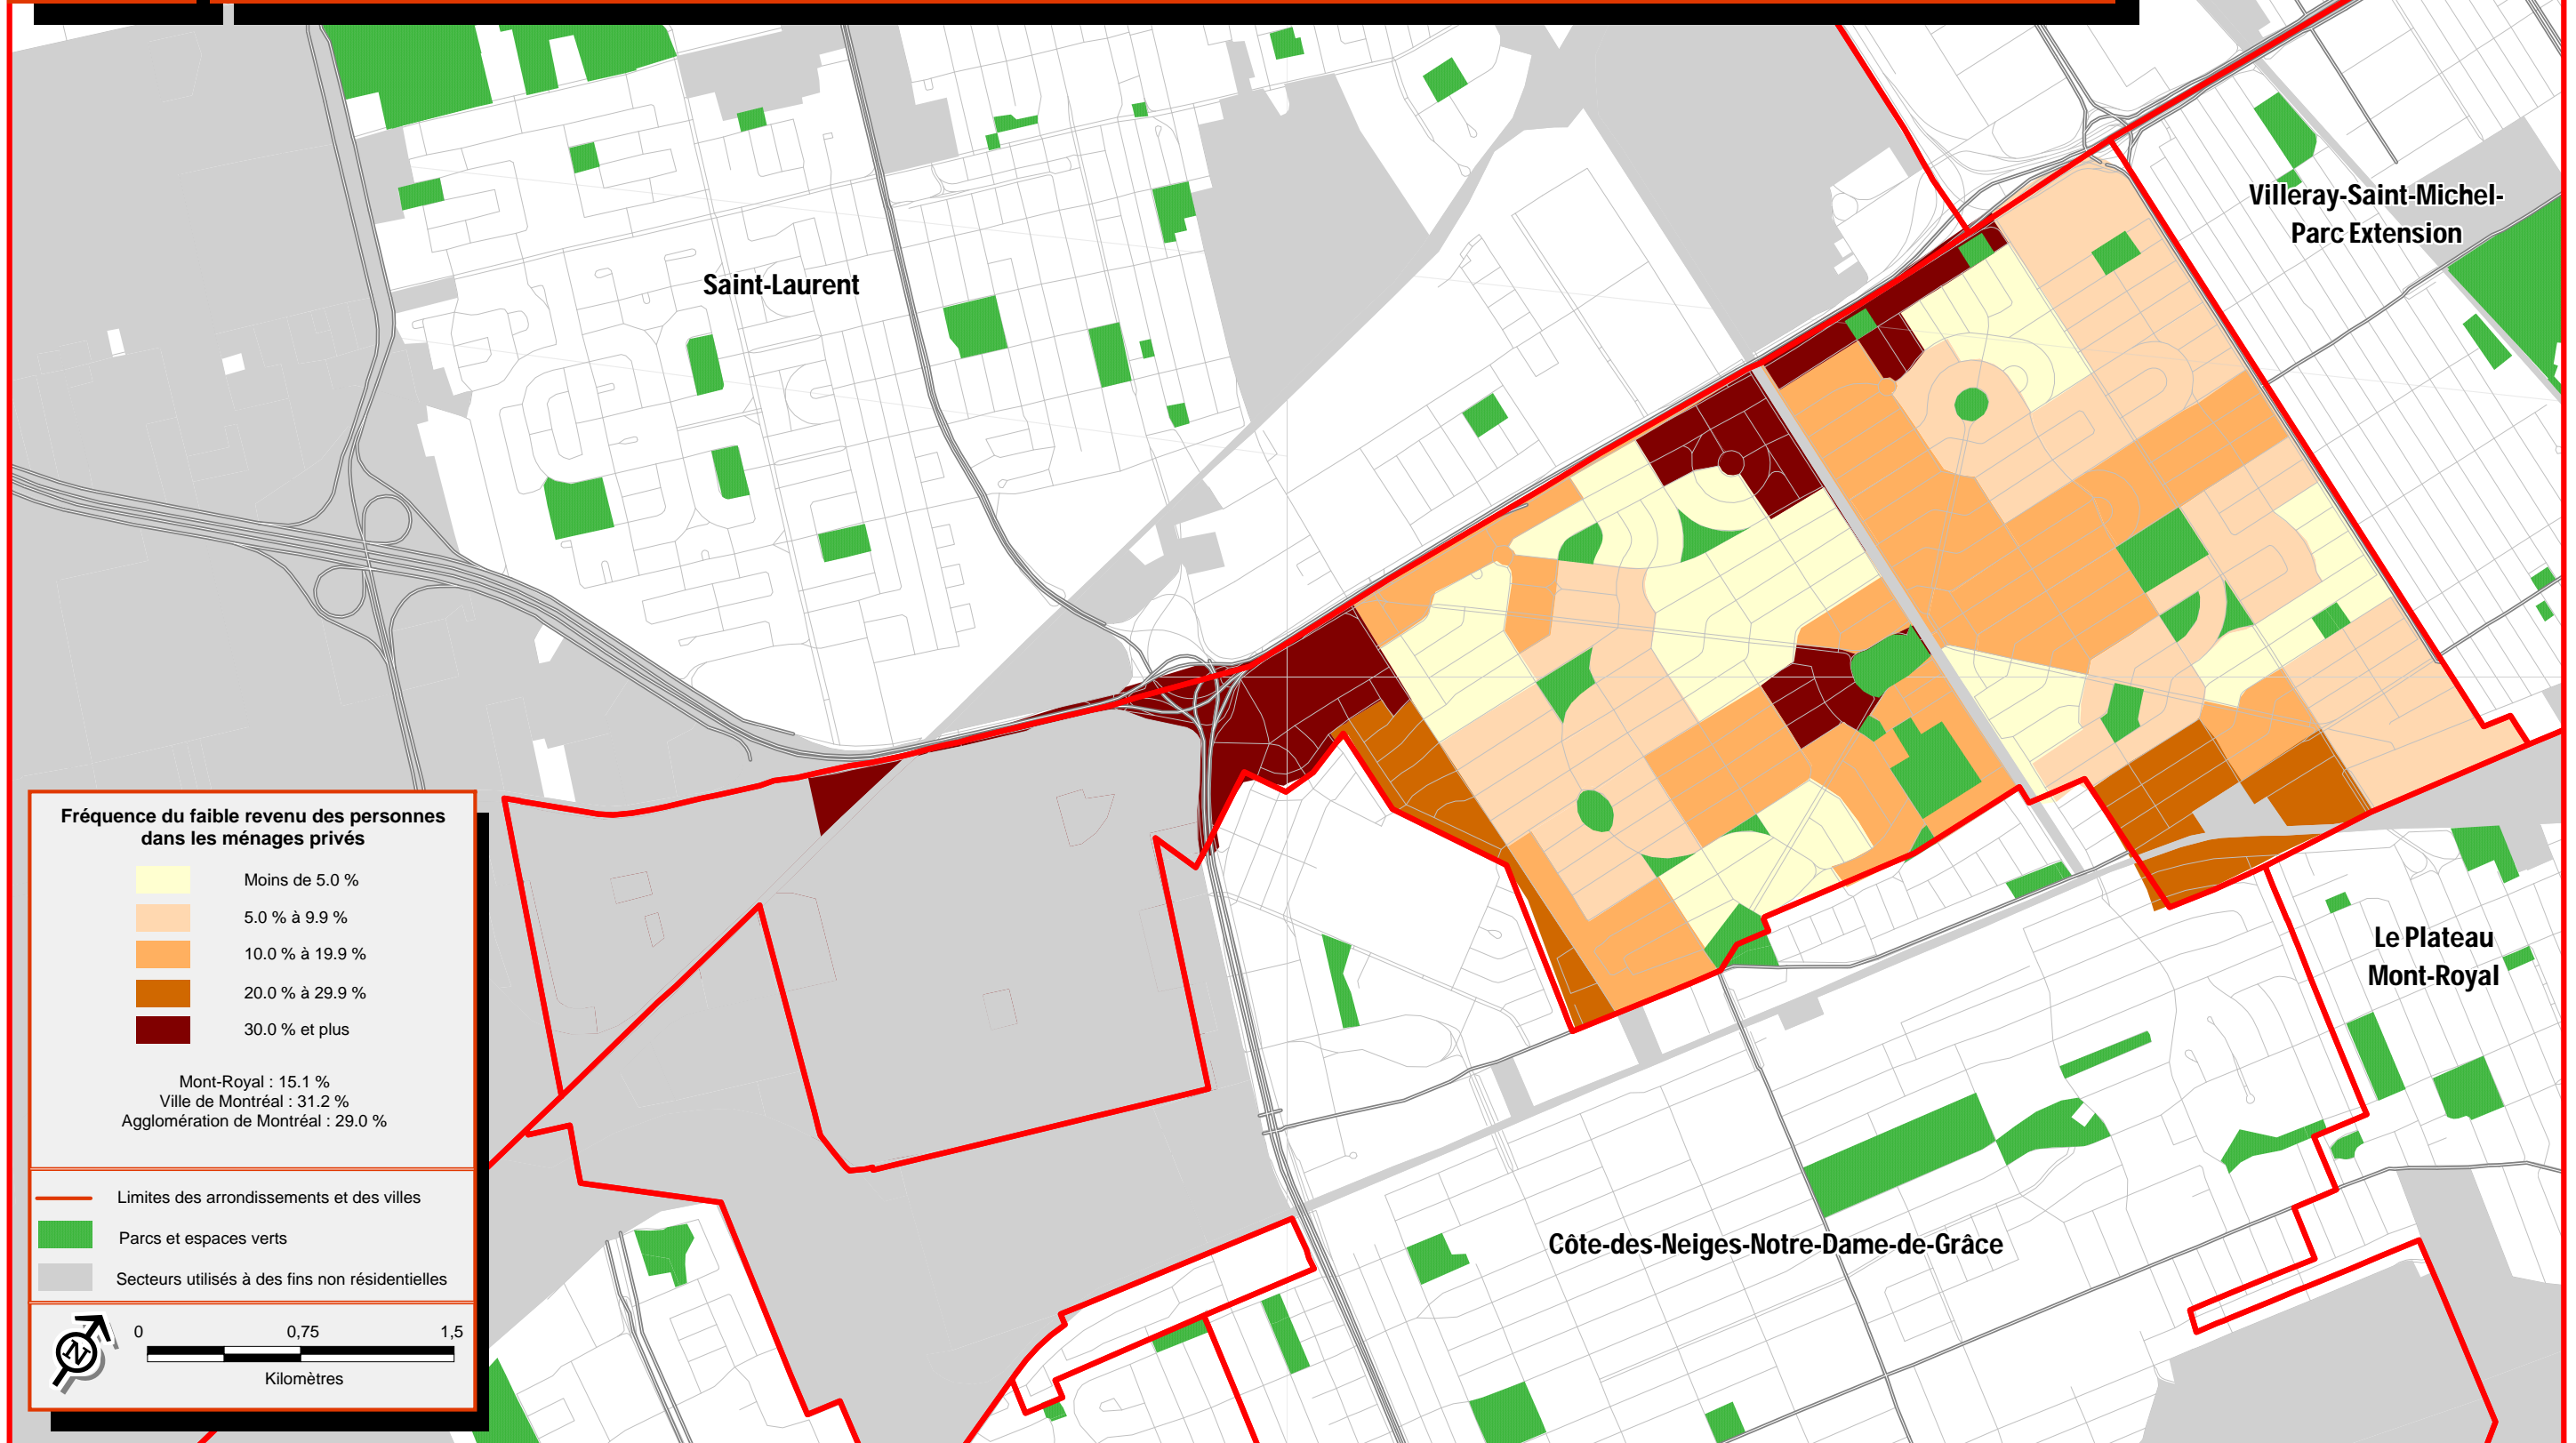 Villeray-Saint-Michel-
Parc Extension
Saint-Laurent
Le Plateau
Mont-Royal
Côte-des-Neiges-Notre-Dame-de-Grâce
Fréquence du faible revenu des personnes
dans les ménages privés
Moins de 5.0 %
5.0 % à 9.9 %
10.0 % à 19.9 %
20.0 % à 29.9 %
30.0 % et plus
Mont-Royal : 15.1 %
Ville de Montréal : 31.2 %
Agglomération de Montréal : 29.0 %
Limites des arrondissements et des villes
Parcs et espaces verts
Secteurs utilisés à des fins non résidentielles
N
0 0,75 1,5
Kilomètres